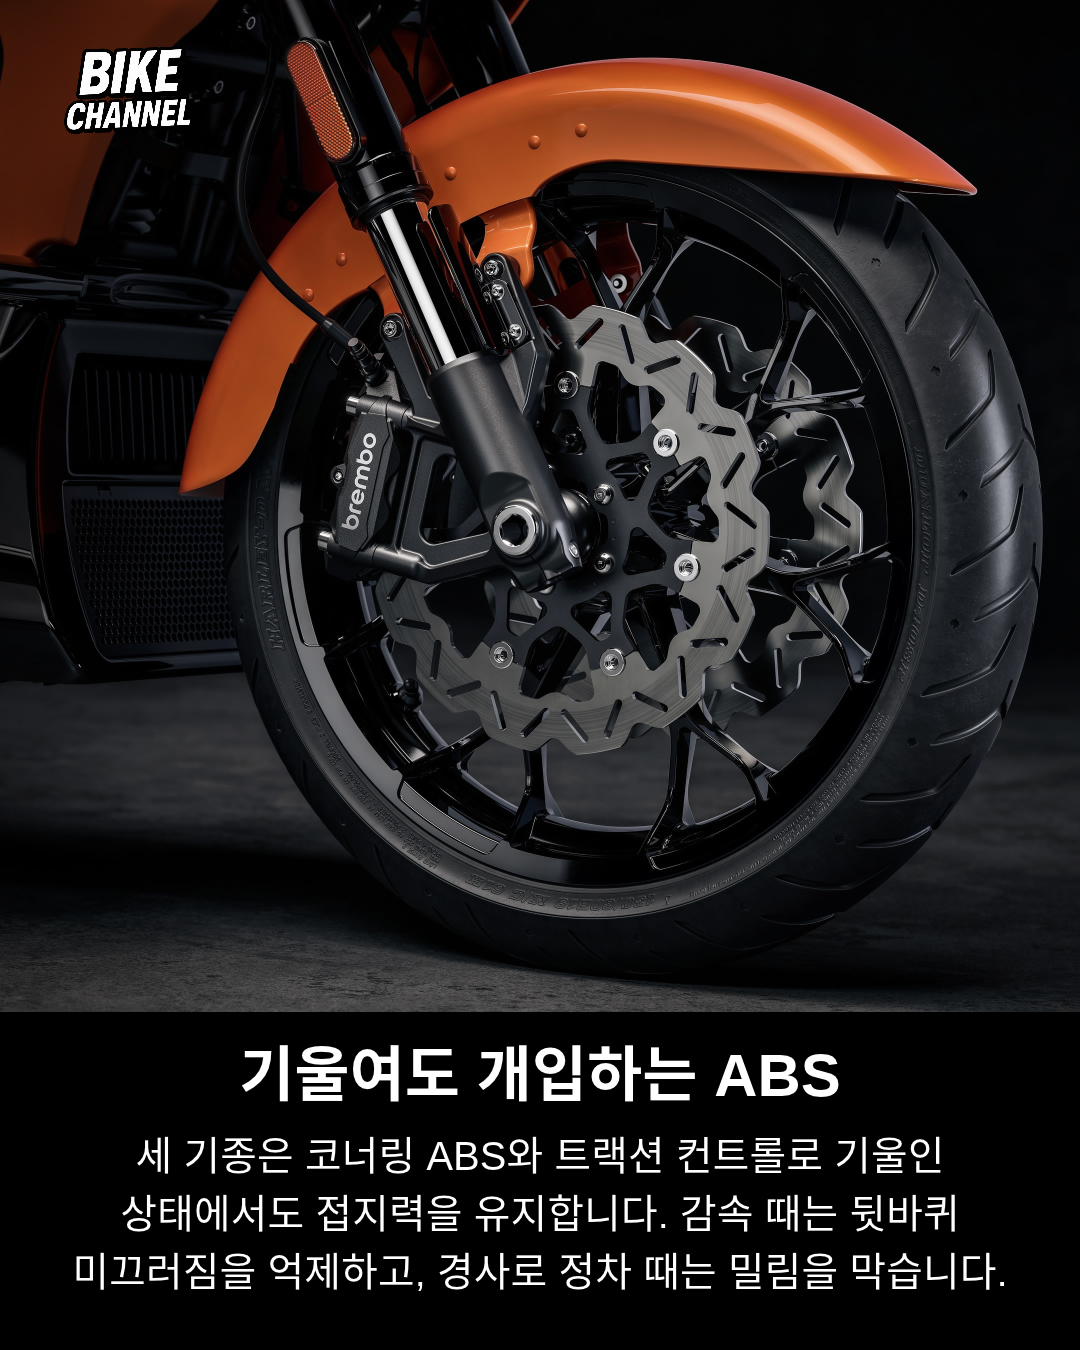 BIKE
CHANNEL
brembo
기울여도 개입하는 ABS
세 기종은 코너링 ABS와 트랙션 컨트롤로 기울인
상태에서도 접지력을 유지합니다. 감속 때는 뒷바퀴
미끄러짐을 억제하고, 경사로 정차 때는 밀림을 막습니다.